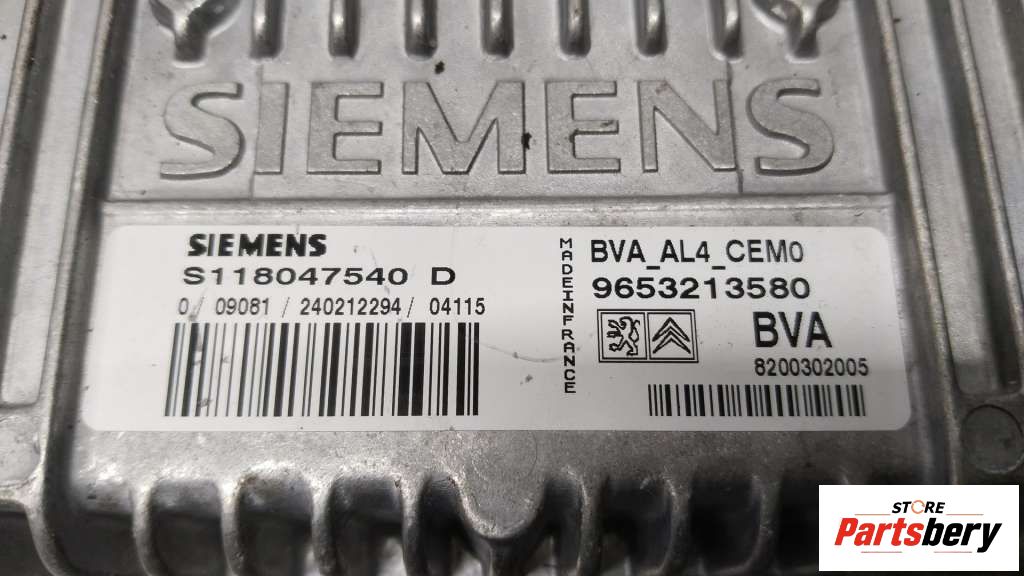 SIEMENS
SIEMENS
S118047540 D
0/ 09081 / 240212294/ 04115
MADEINFRANCE
BVA_AL4_CEM0
9653213580
BVA
8200302005
STORE
Partsbery